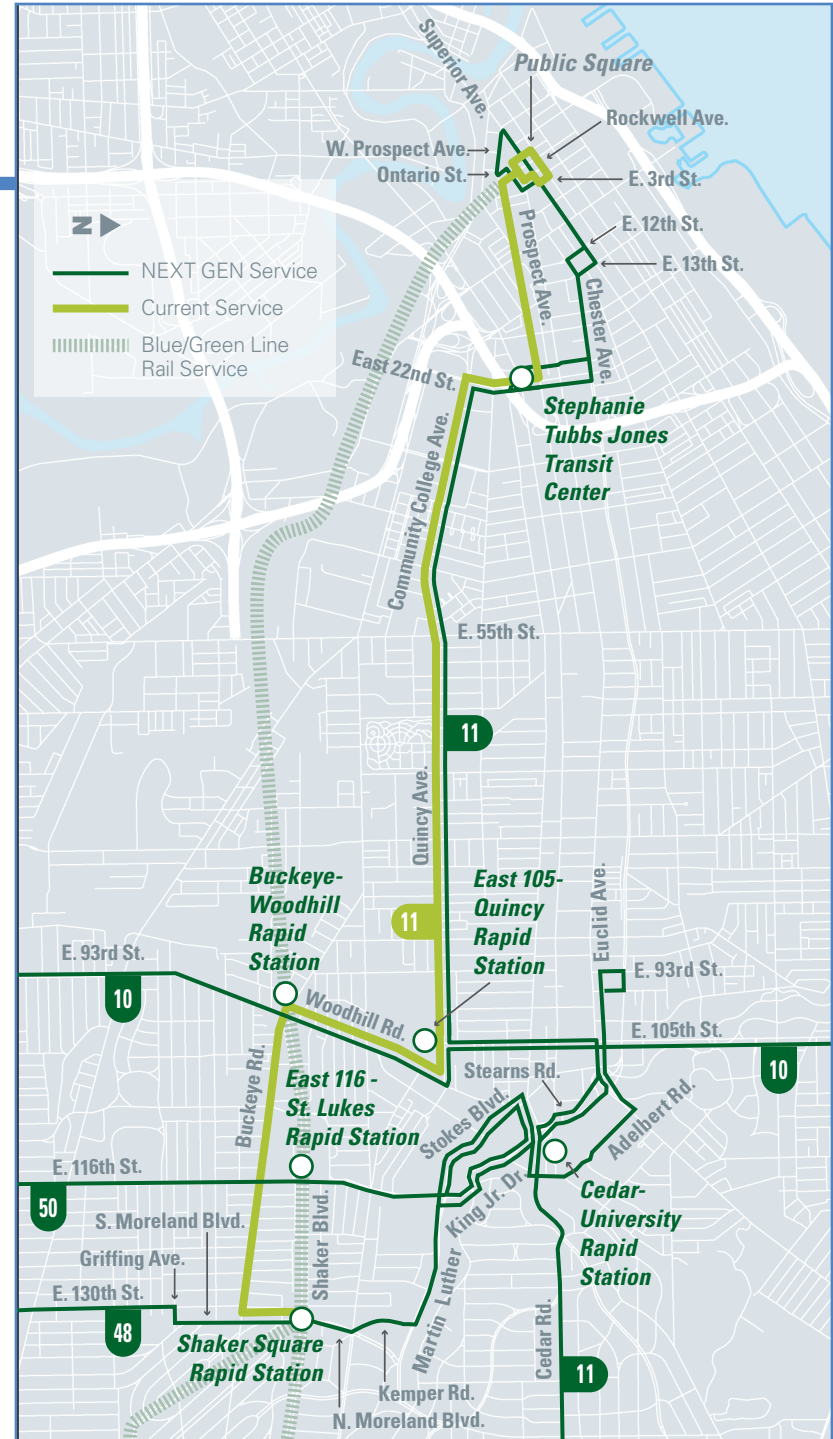 Superior Ave.
Public Square
Rockwell Ave.
W. Prospect Ave.
Ontario St.
E. 3rd St.
N
NEXT GEN Service
Current Service
Blue/Green Line
Rail Service
Prospect Ave.
E. 12th St.
E. 13th St.
Chester Ave.
East 22nd St.
Stephanie
Tubbs Jones
Transit
Center
Community College Ave.
E. 55th St.
11
Quincy Ave.
Buckeye-
Woodhill
Rapid
Station
East 105-
Quincy
Rapid
Station
11
Euclid Ave.
E. 93rd St.
10
Woodhill Rd.
E. 93rd St.
E. 105th St.
10
Buckeye Rd.
East 116 -
St. Lukes
Rapid Station
Stearns Rd.
Stokes Blvd.
Adelbert Rd.
E. 116th St.
50
Cedar-
University
Rapid
Station
S. Moreland Blvd.
Griffing Ave.
E. 130th St.
48
Shaker Blvd.
Martin Luther King Jr. Dr.
Shaker Square
Rapid Station
Kemper Rd.
N. Moreland Blvd.
Cedar Rd.
11